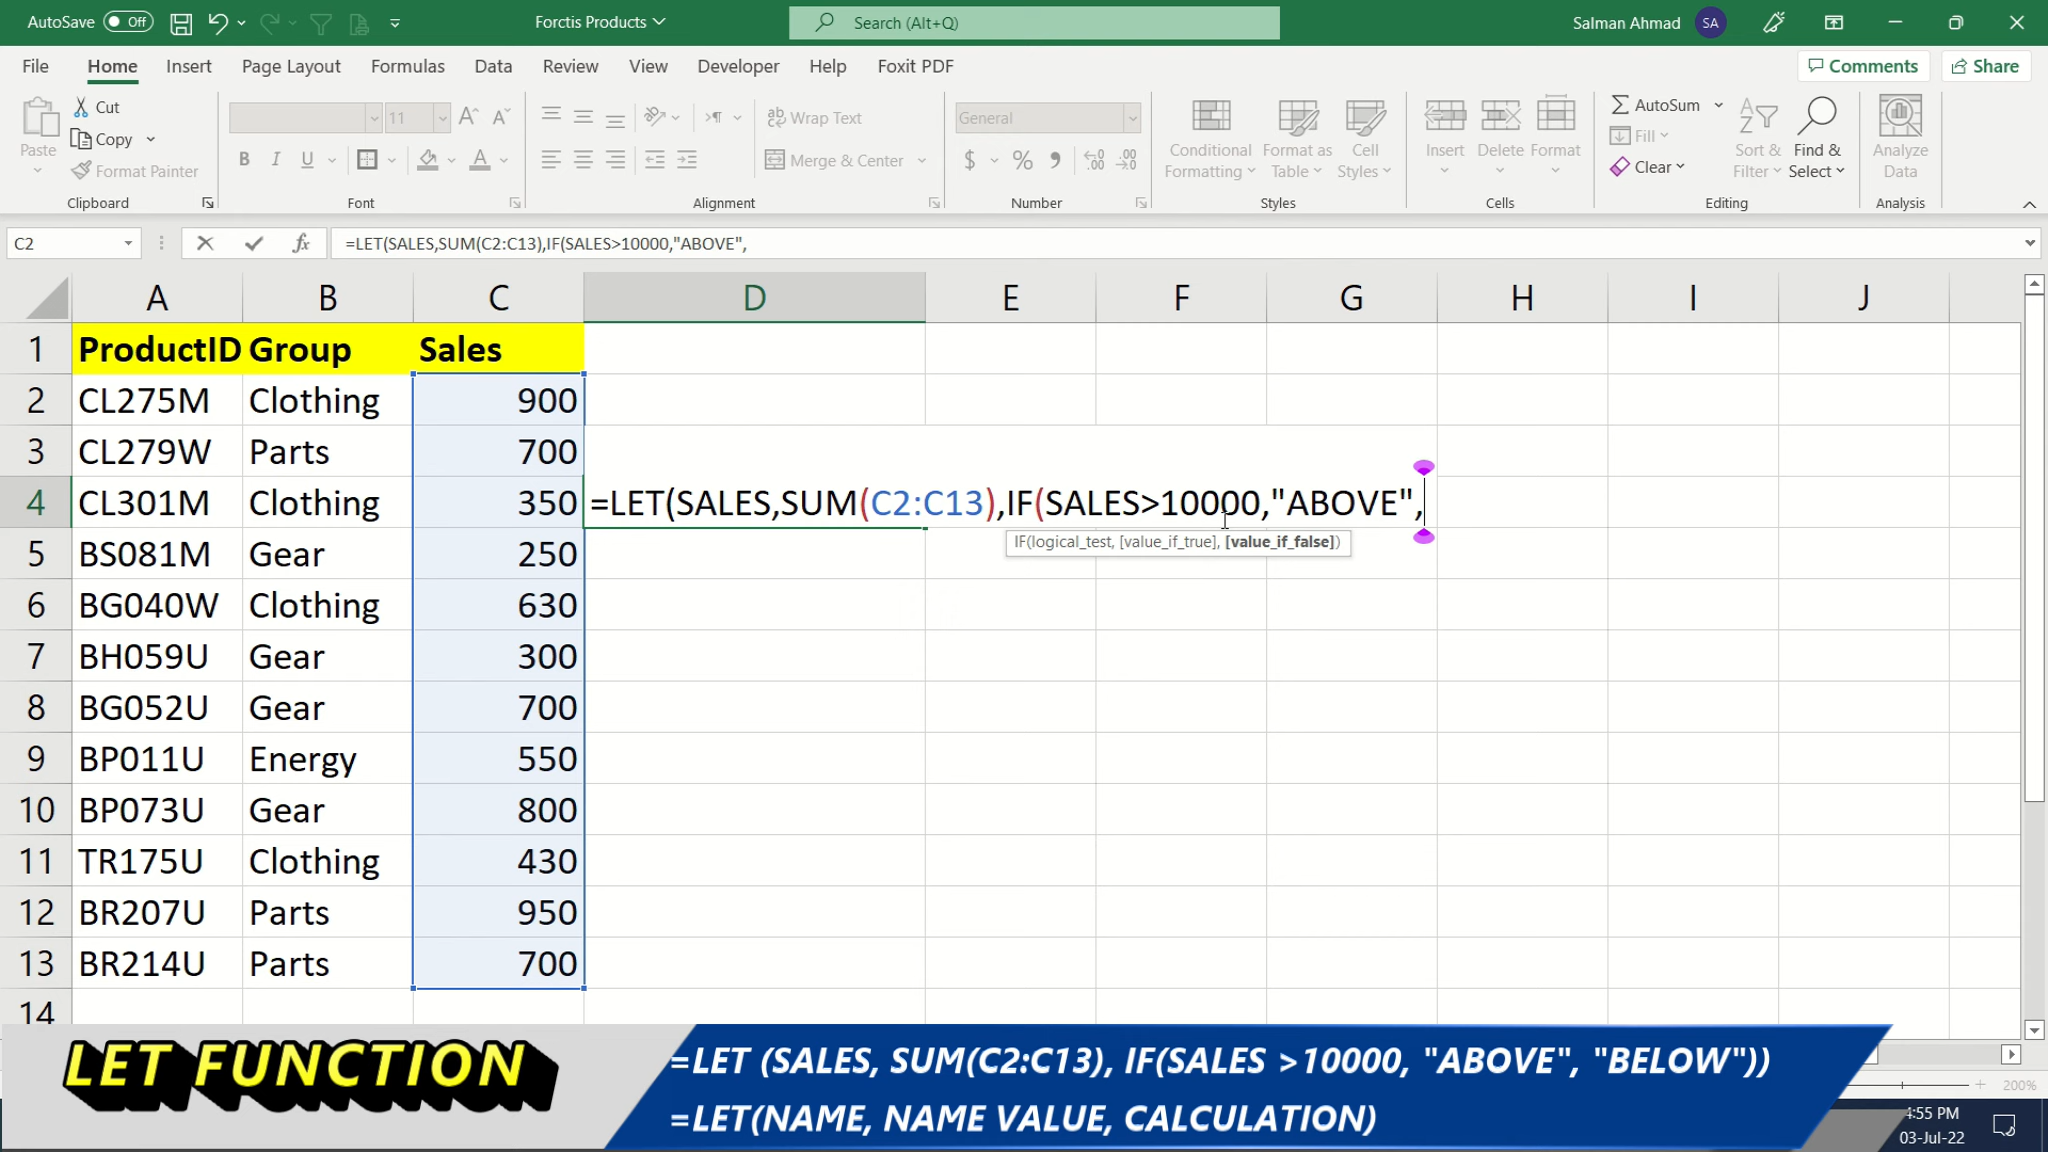 AutoSave Off Forctis Products Search (Alt+Q) Salman Ahmad SA
File Home Insert Page Layout Formulas Data Review View Developer Help Foxit PDF Comments Share
Paste Cut Copy Format Painter Clipboard
11 B I U Font
Wrap Text Merge & Center Alignment
General $ % Number
Conditional Formatting Format as Table Cell Styles Styles
Insert Delete Format Cells
AutoSum Fill Clear Sort & Filter Find & Select Editing
Analyze Data Analysis
C2 fx =LET(SALES,SUM(C2:C13),IF(SALES>10000,"ABOVE",
A B C D E F G H I J
1 ProductID Group Sales
2 CL275M Clothing 900
3 CL279W Parts 700
4 CL301M Clothing 350 =LET(SALES,SUM(C2:C13),IF(SALES>10000,"ABOVE",
IF(logical_test, [value_if_true], [value_if_false])
5 BS081M Gear 250
6 BG040W Clothing 630
7 BH059U Gear 300
8 BG052U Gear 700
9 BP011U Energy 550
10 BP073U Gear 800
11 TR175U Clothing 430
12 BR207U Parts 950
13 BR214U Parts 700
14
LET FUNCTION
=LET (SALES, SUM(C2:C13), IF(SALES >10000, "ABOVE", "BELOW"))
=LET(NAME, NAME VALUE, CALCULATION)
200%
4:55 PM
03-Jul-22